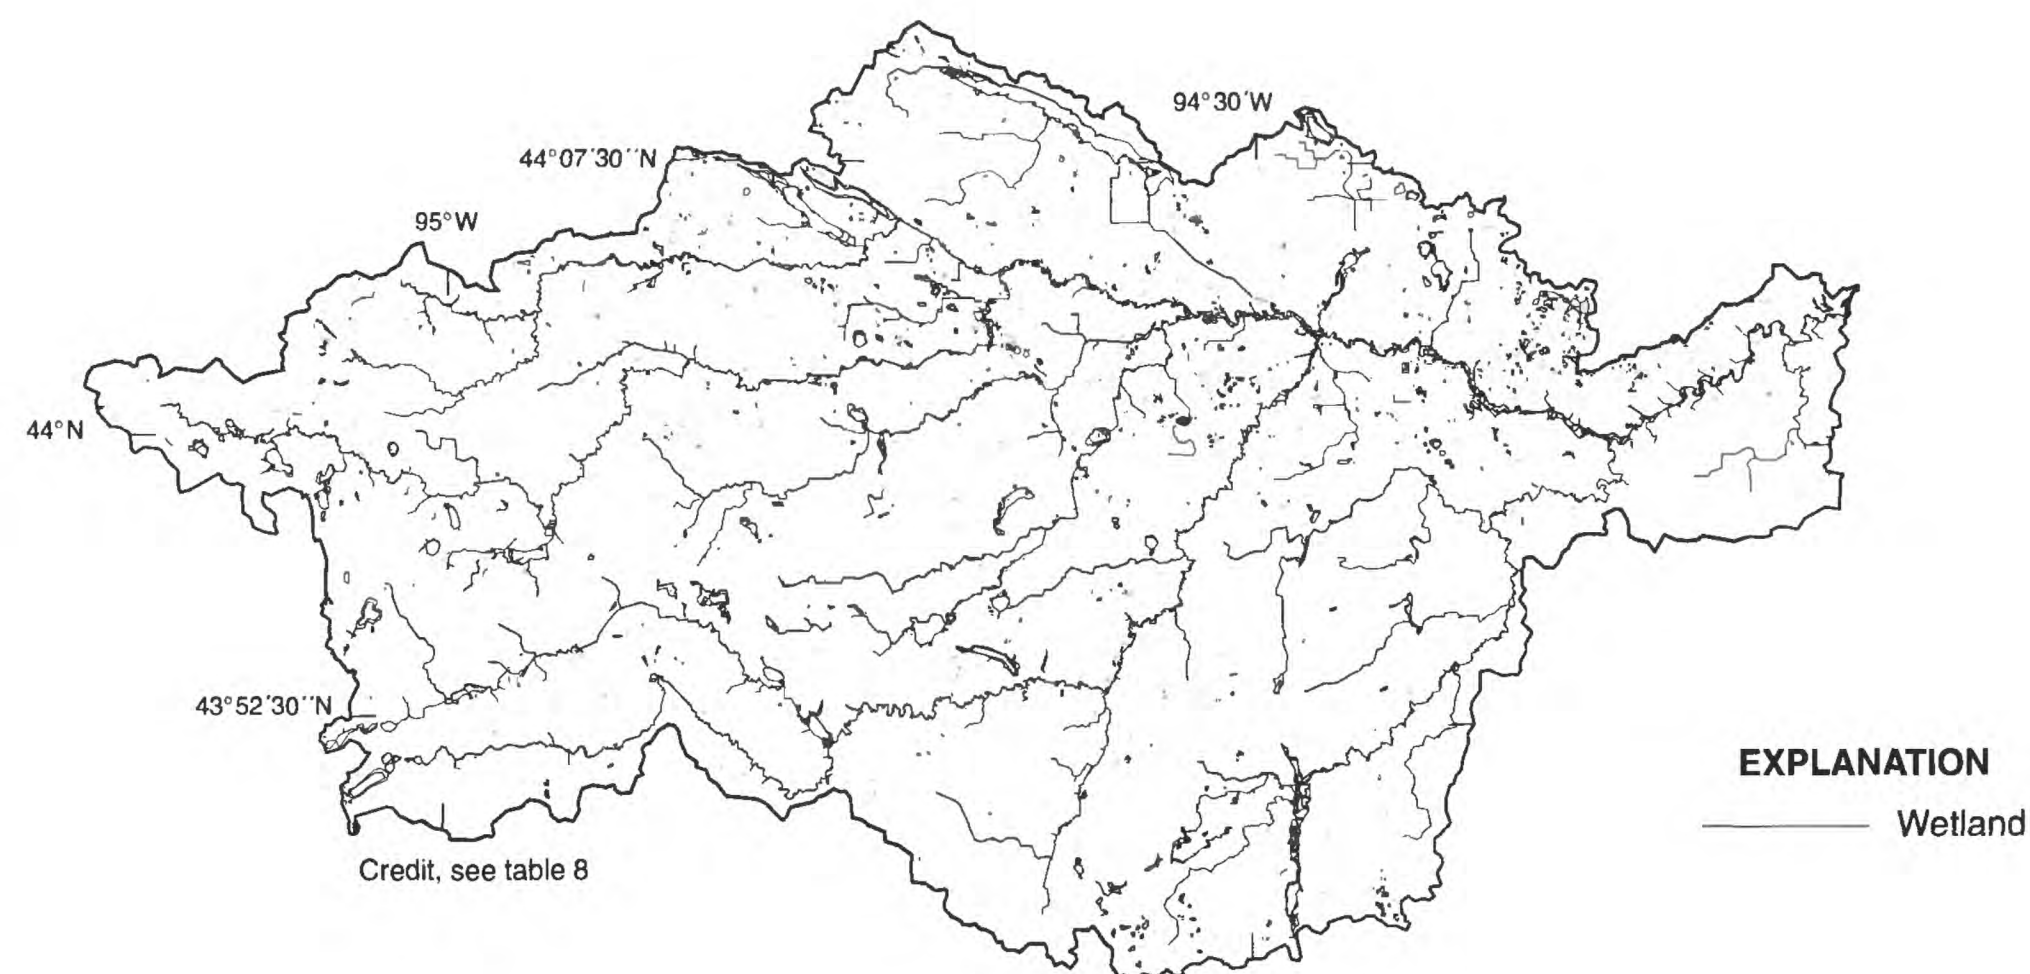 94°30'W
44°07'30''N
95°W
44°N
43°52'30''N
EXPLANATION
Wetland
Credit, see table 8